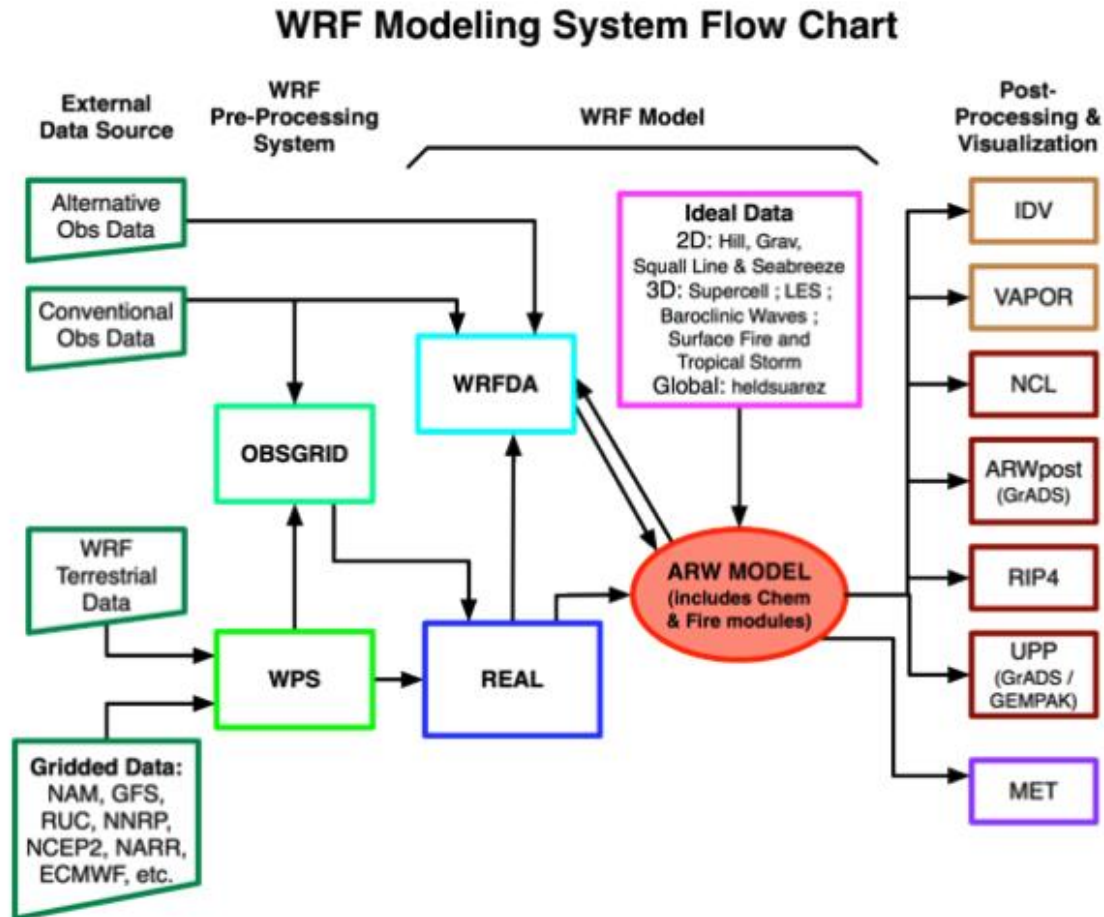 WRF Modeling System Flow Chart
External
Data Source
WRF
Pre-Processing
System
WRF Model
Post-
Processing &
Visualization
Alternative
Obs Data
Conventional
Obs Data
WRF
Terrestrial
Data
Gridded Data:
NAM, GFS,
RUC, NNRP,
NCEP2, NARR,
ECMWF, etc.
OBSGRID
WPS
WRFDA
REAL
Ideal Data
2D: Hill, Grav,
Squall Line & Seabreeze
3D: Supercell ; LES ;
Baroclinic Waves ;
Surface Fire and
Tropical Storm
Global: heldsuarez
ARW MODEL
(includes Chem
& Fire modules)
IDV
VAPOR
NCL
ARWpost
(GrADS)
RIP4
UPP
(GrADS /
GEMPAK)
MET